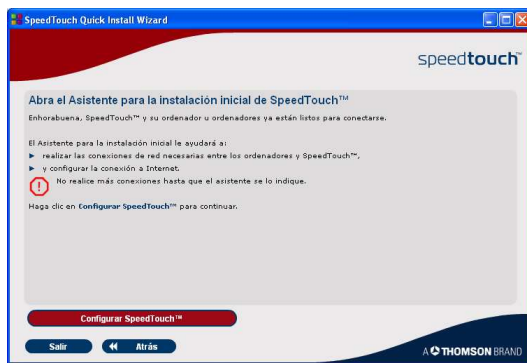 SpeedTouch Quick Install Wizard
speedtouch™
Abra el Asistente para la instalación inicial de SpeedTouch™
Enhorabuena, SpeedTouch™ y su ordenador u ordenadores ya están listos para conectarse.
El Asistente para la instalación inicial le ayudará a:
realizar las conexiones de red necesarias entre los ordenadores y SpeedTouch™,
y configurar la conexión a Internet.
No realice más conexiones hasta que el asistente se lo indique.
Haga clic en Configurar SpeedTouch™ para continuar.
Configurar SpeedTouch™
Salir
Atrás
A THOMSON BRAND